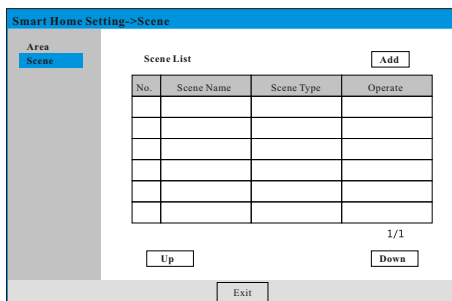 Smart Home Setting->Scene
Area
Scene
Scene List
Add
No. Scene Name Scene Type Operate
1/1
Up
Down
Exit